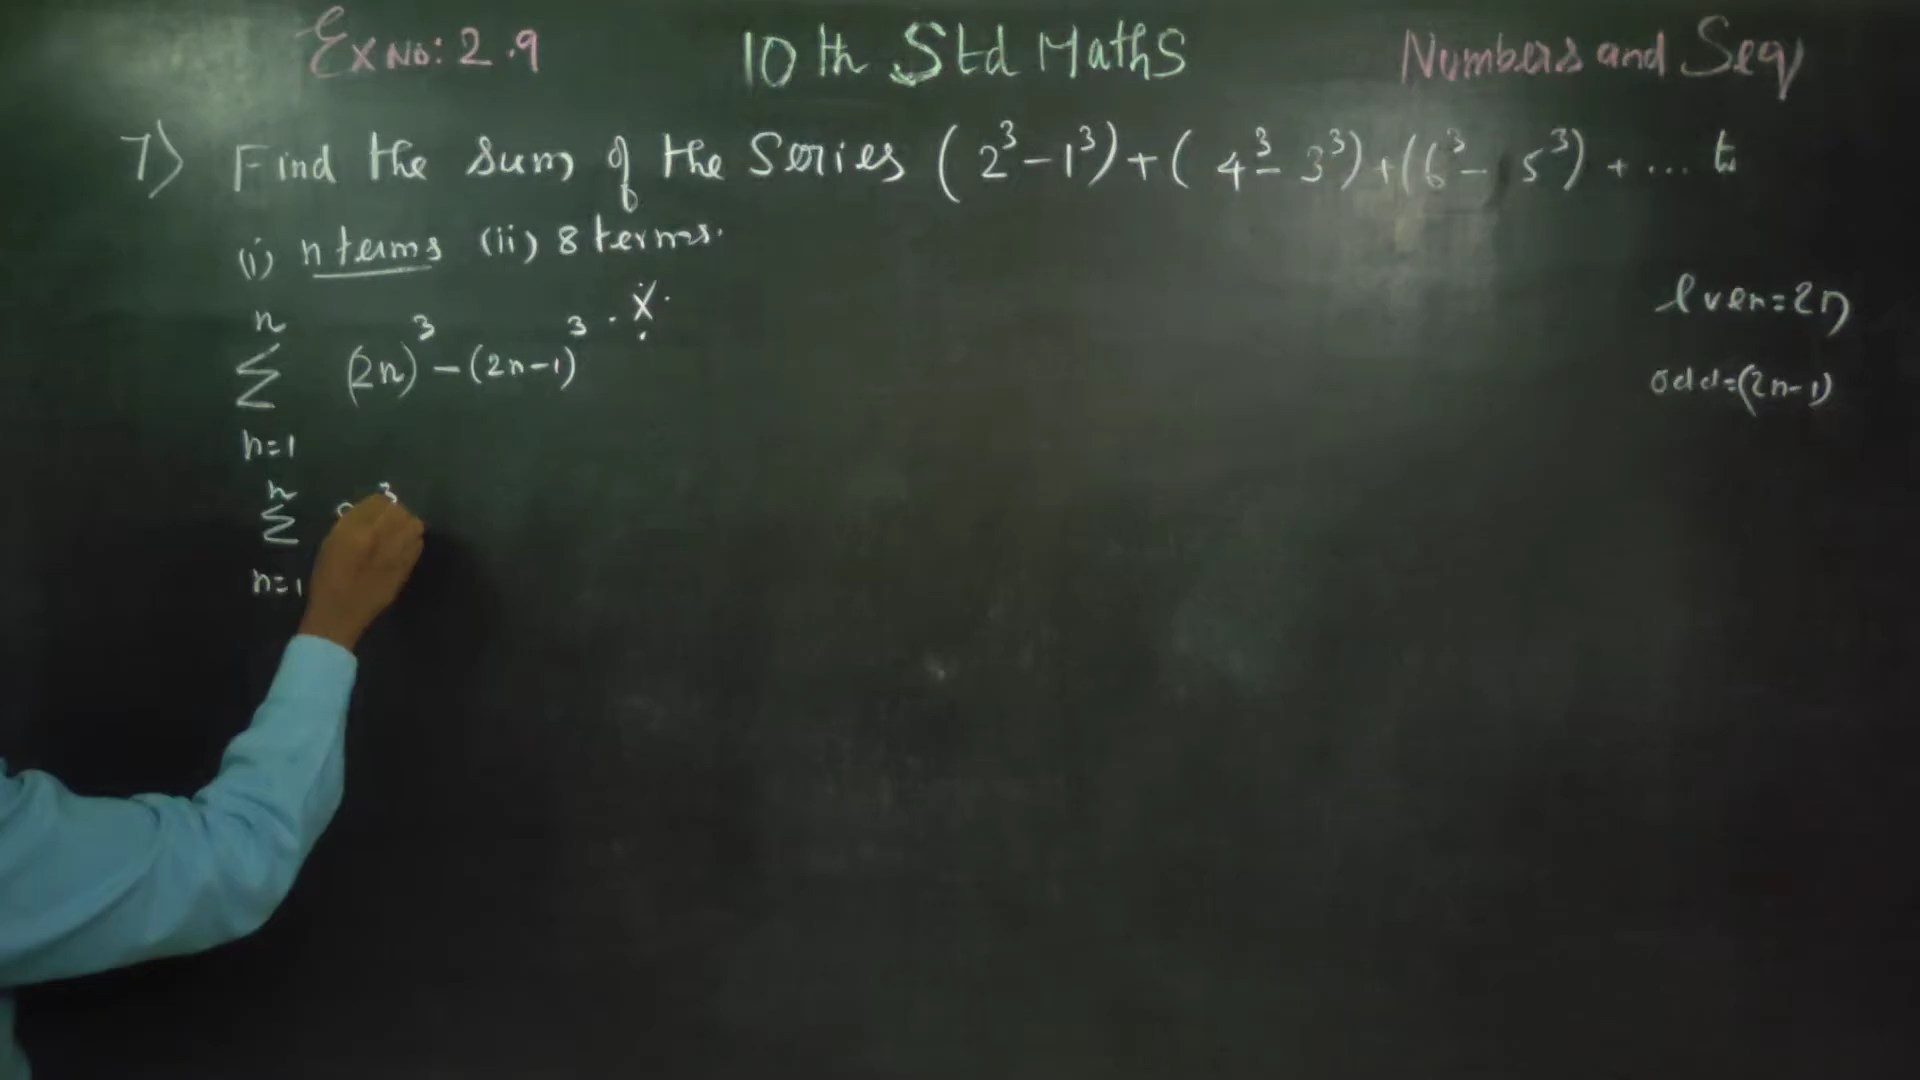 Ex No: 2.9
10 th Std Maths
Numbers and Seq
7) Find the sum of the Series (2³-1³)+(4³-3³)+(6³-5³)+... to
(i) n terms (ii) 8 terms.
n
Σ (2n)³-(2n-1)³
n=1
n
Σ
n=1
even=2n
odd=(2n-1)